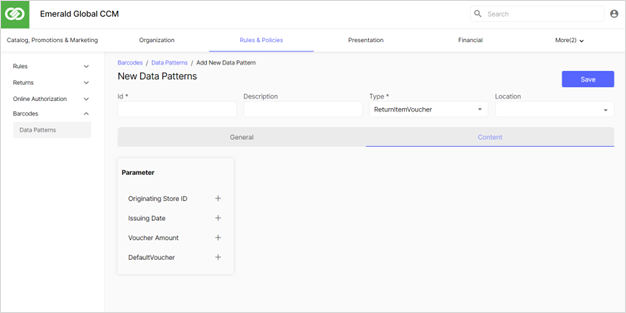 Emerald Global CCM
Search
Catalog, Promotions & Marketing Organization Rules & Policies Presentation Financial More(2)
Rules
Returns
Online Authorization
Barcodes
Data Patterns
Barcodes / Data Patterns / Add New Data Pattern
New Data Patterns
Save
Id * Description Type * Location
ReturnItemVoucher
General Content
Parameter
Originating Store ID
Issuing Date
Voucher Amount
DefaultVoucher